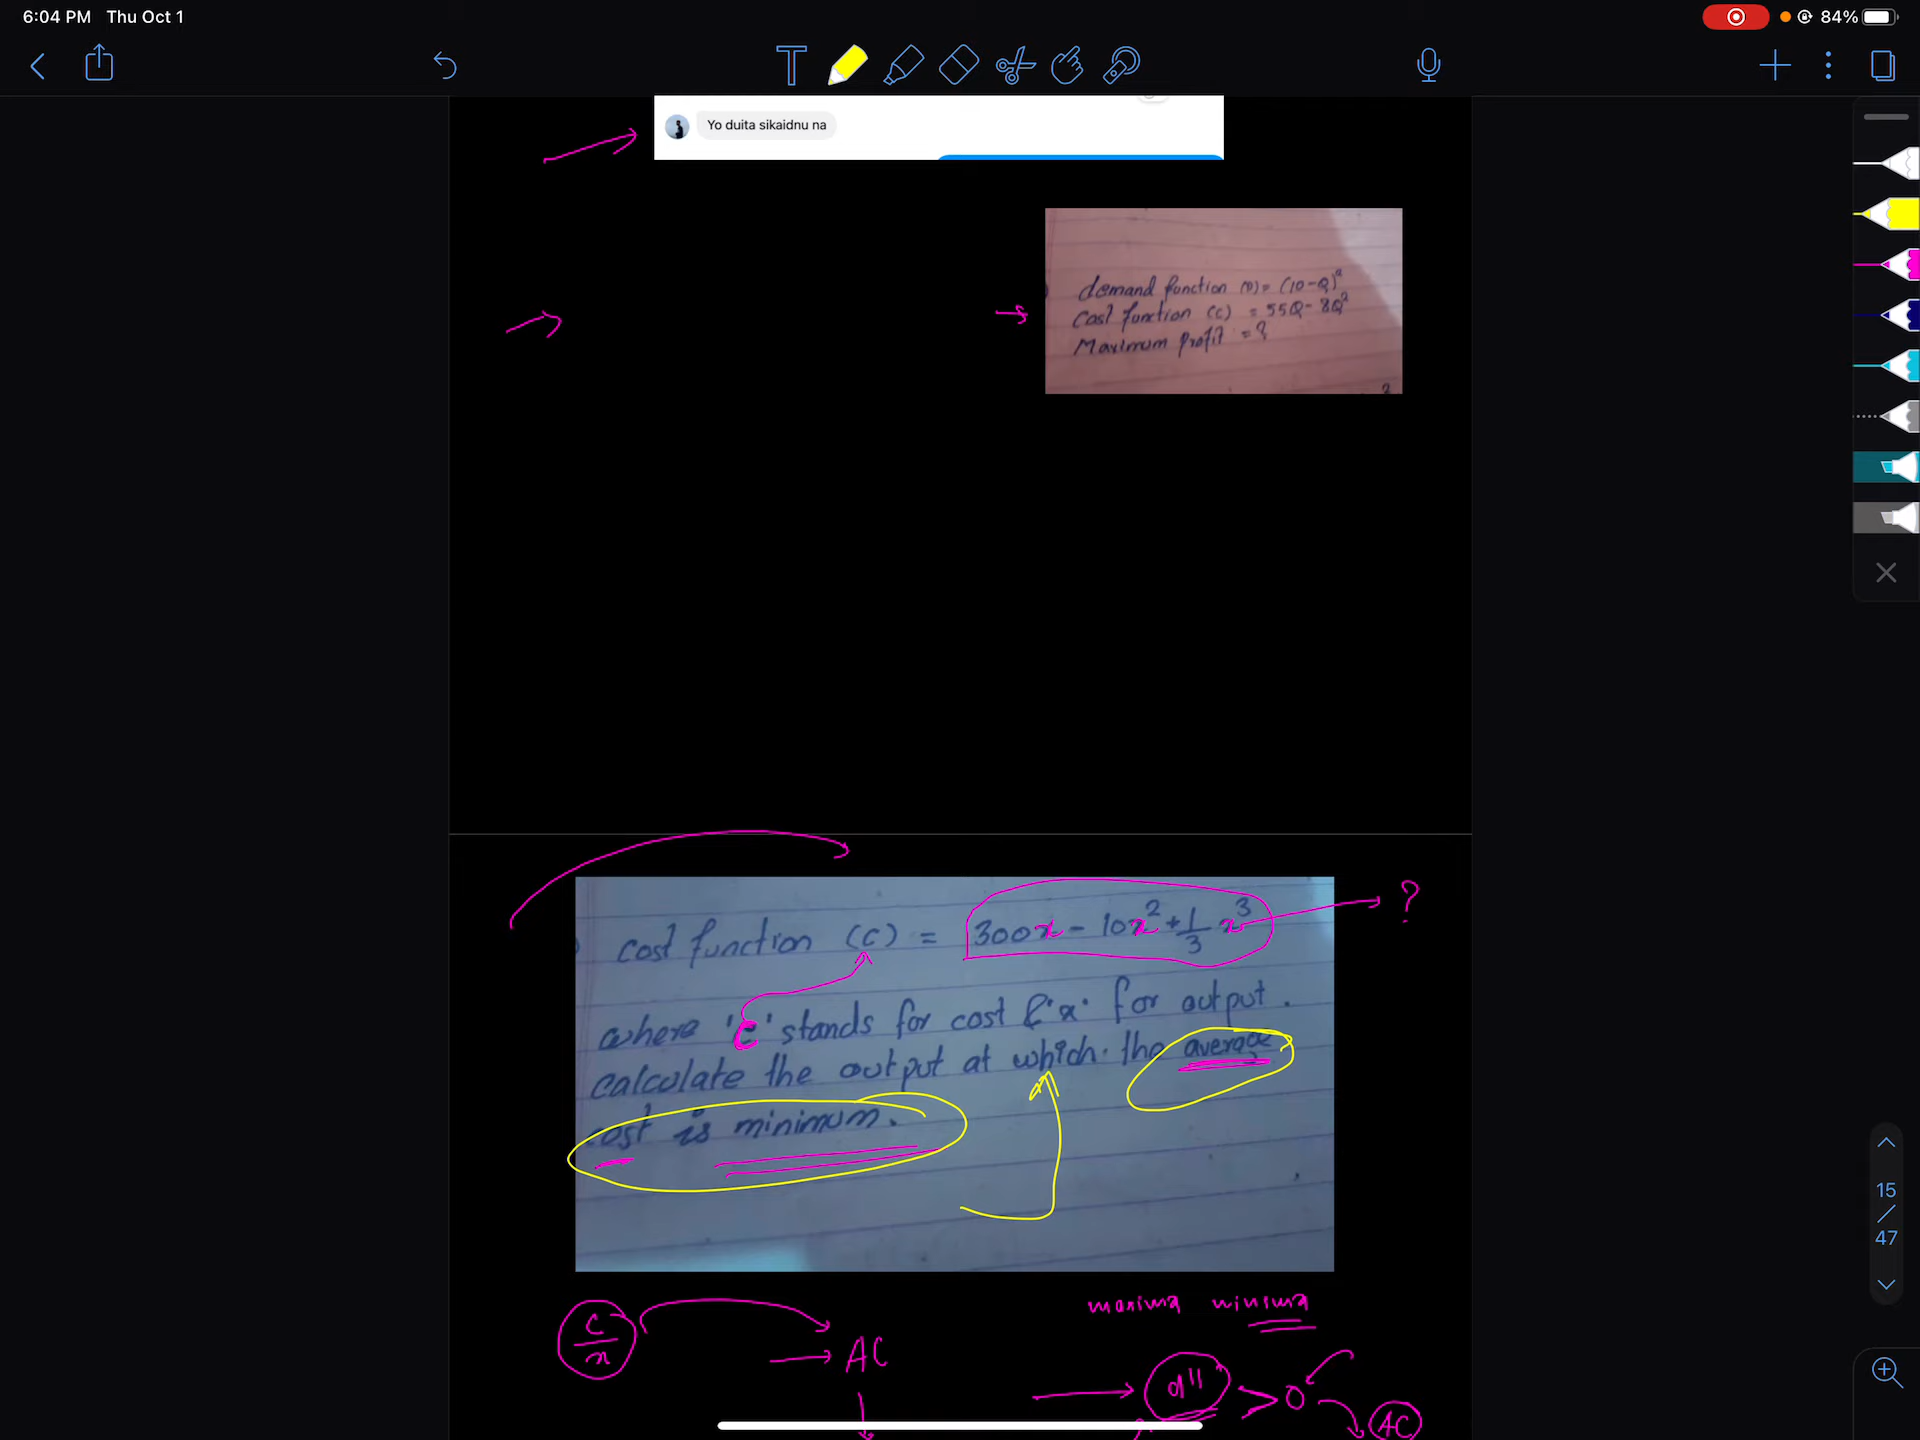 6:04 PM Thu Oct 1
84%
Yo duita sikaidnu na
demand function (D) = (10-Q)²
Cost function (C) = 55Q - 8Q²
Maximum profit = ?
?
cost function (C) = 300x - 10x² + 1/3 x³
where 'c' stands for cost & 'x' for output.
calculate the output at which the average
cost is minimum.
15
/
47
maxima minima
C/x
AC
d'' > 0
AC